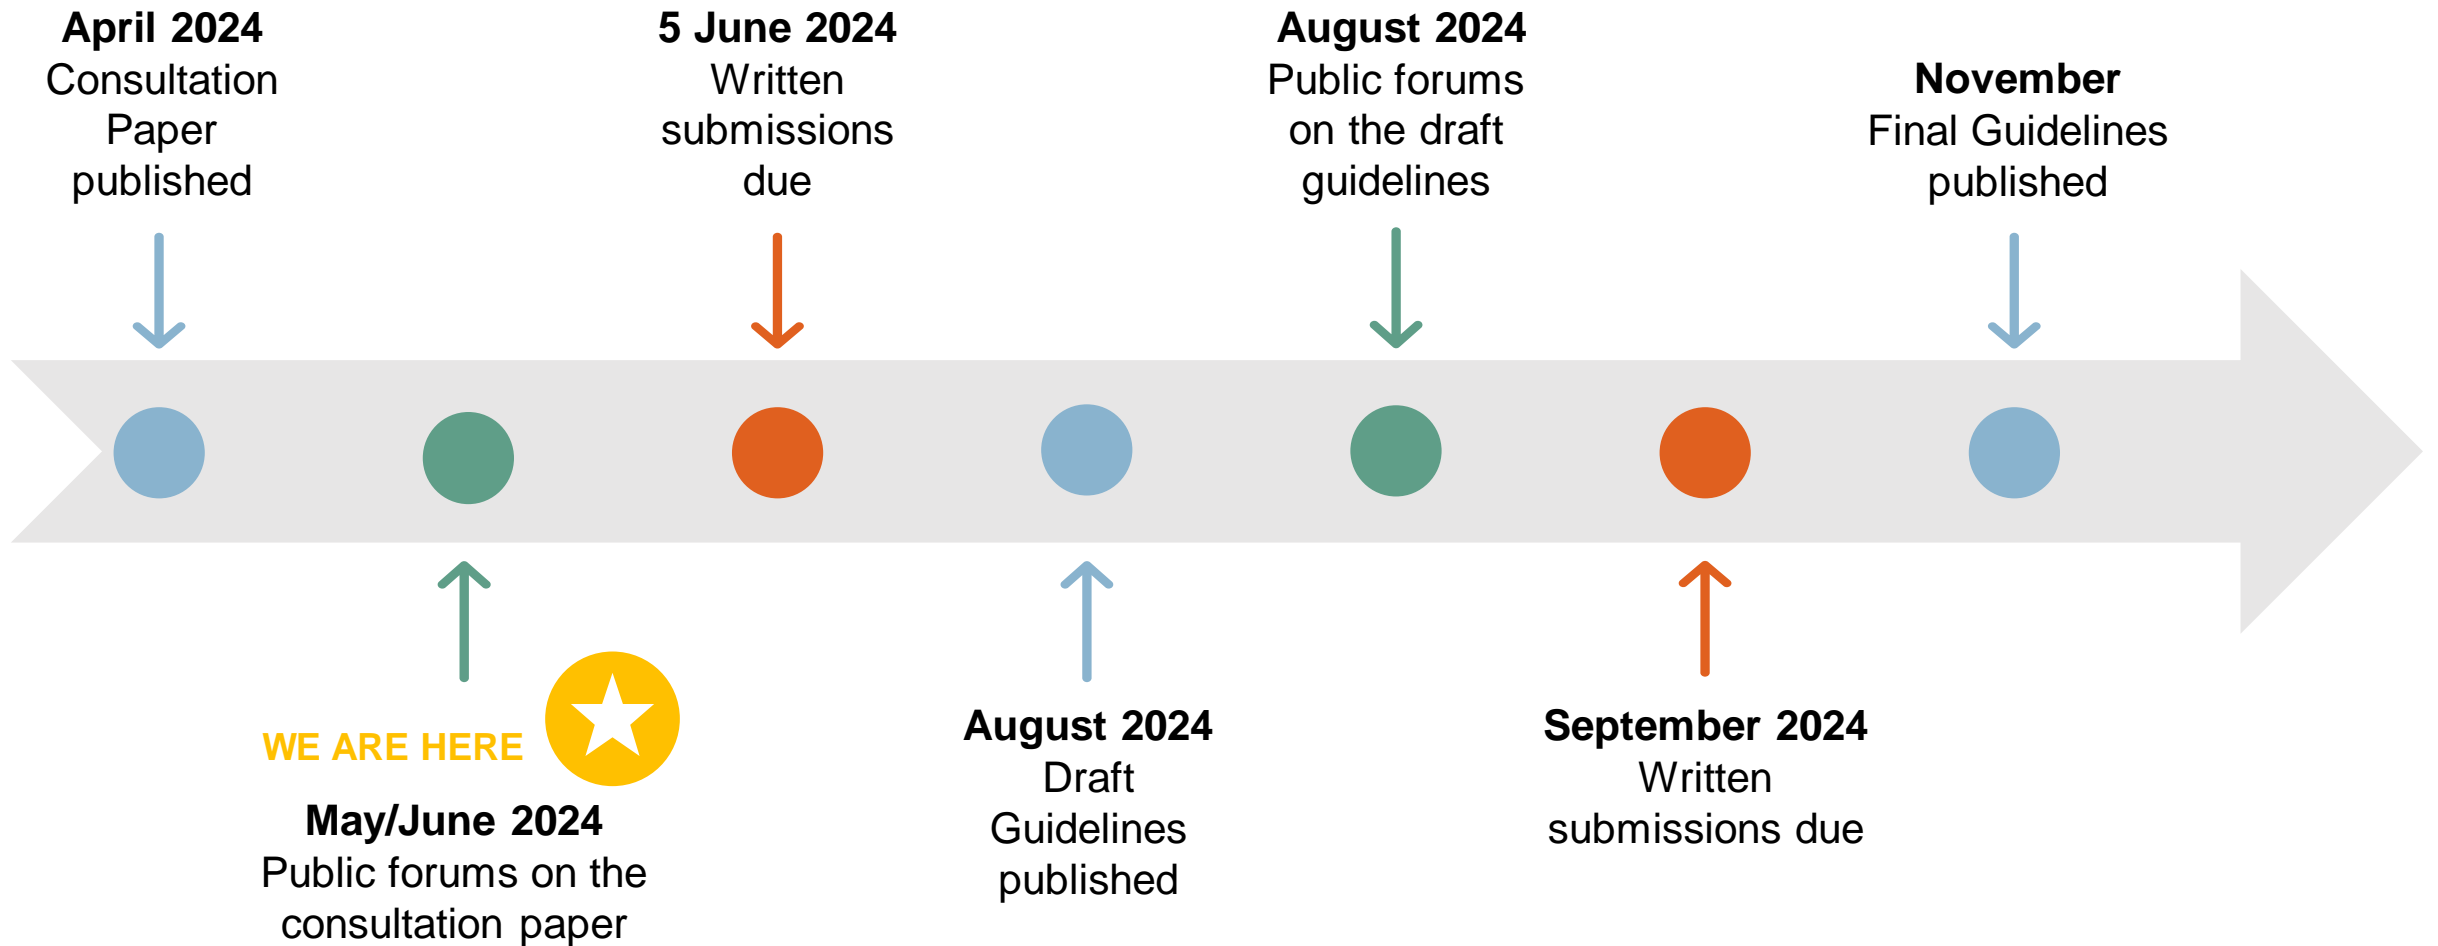 April 2024
Consultation
Paper
published
5 June 2024
Written
submissions
due
August 2024
Public forums
on the draft
guidelines
November
Final Guidelines
published
WE ARE HERE
May/June 2024
Public forums on the
consultation paper
August 2024
Draft
Guidelines
published
September 2024
Written
submissions due